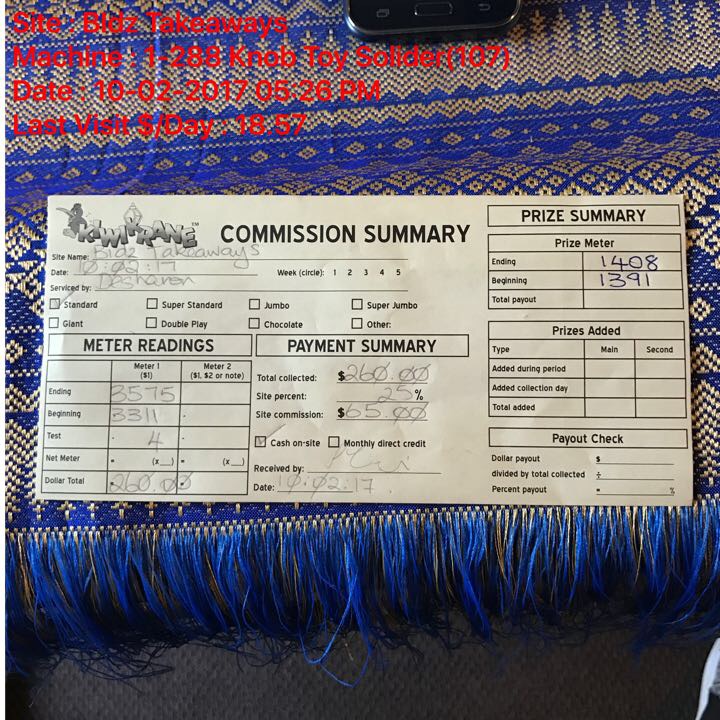 Site : Bldz Takeaways
Machine : 1-288 Knob Toy Solider(107)
Date : 10-02-2017 05:26 PM
Last Visit $/Day : 18.57
KIWIKRANE™
COMMISSION SUMMARY
Site Name: Bldz Takeaways
Date: 10:02:17 Week (circle): 1 2 3 4 5
Serviced by: Desharen
Standard Super Standard Jumbo Super Jumbo
Giant Double Play Chocolate Other:
METER READINGS
Meter 1 ($1) Meter 2 ($1, $2 or note)
Ending 3575
Beginning 3311 -
Test - 4 -
Net Meter = (x__) = (x__)
Dollar Total 260.00
PAYMENT SUMMARY
Total collected: $260.00
Site percent: 25%
Site commission: $65.00
Cash on-site Monthly direct credit
Received by:
Date: 10:02:17
PRIZE SUMMARY
Prize Meter
Ending 1408
Beginning 1391
Total payout
Prizes Added
Type Main Second
Added during period
Added collection day
Total added
Payout Check
Dollar payout $
divided by total collected ÷
Percent payout = %